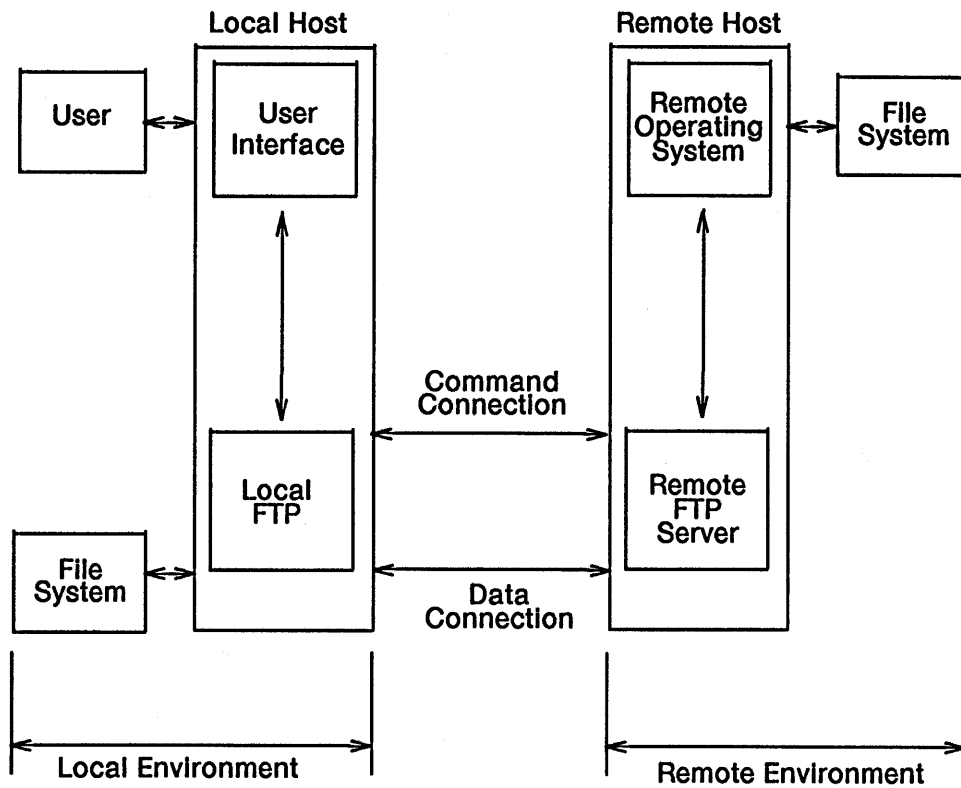 Local Host
Remote Host
User
User
Interface
Remote
Operating
System
File
System
Command
Connection
Local
FTP
Remote
FTP
Server
File
System
Data
Connection
Local Environment
Remote Environment